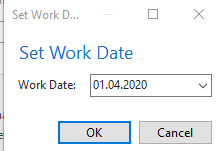 Set Work D...
Set Work Date
Work Date: 01.04.2020
OK Cancel